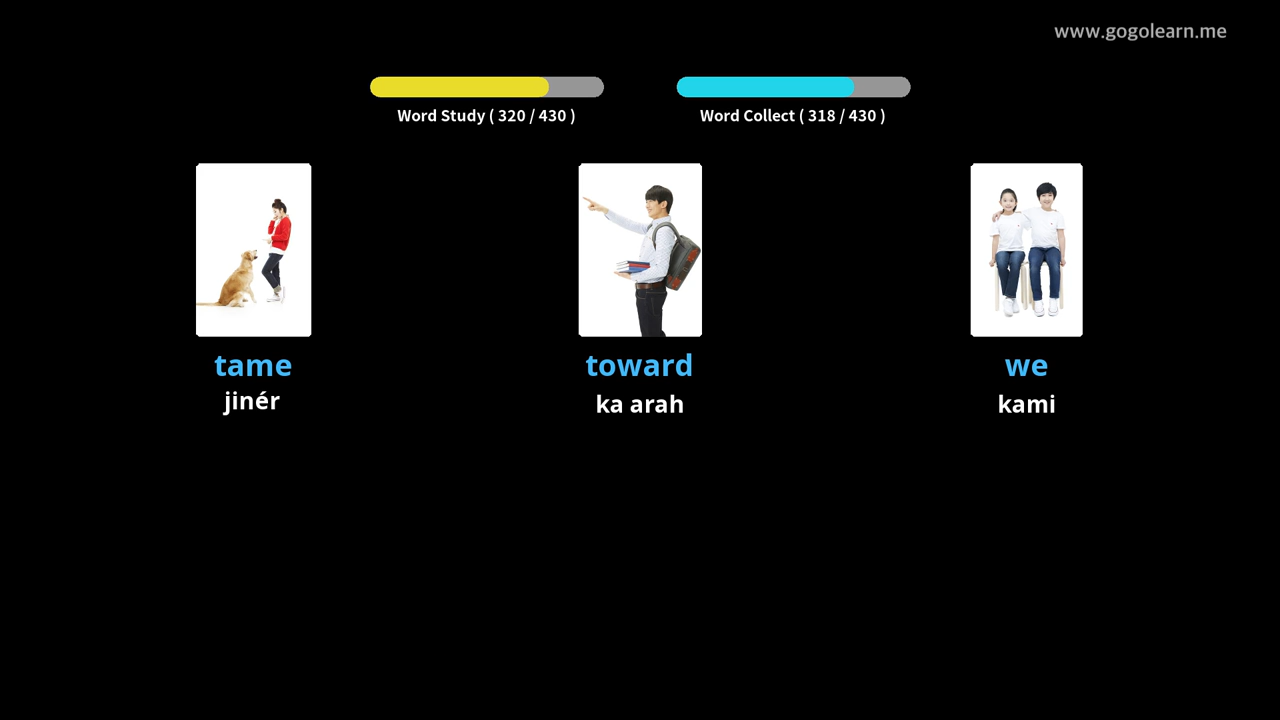 www.gogolearn.me
Word Study ( 320 / 430 )
Word Collect ( 318 / 430 )
tame
toward
we
jinér
ka arah
kami